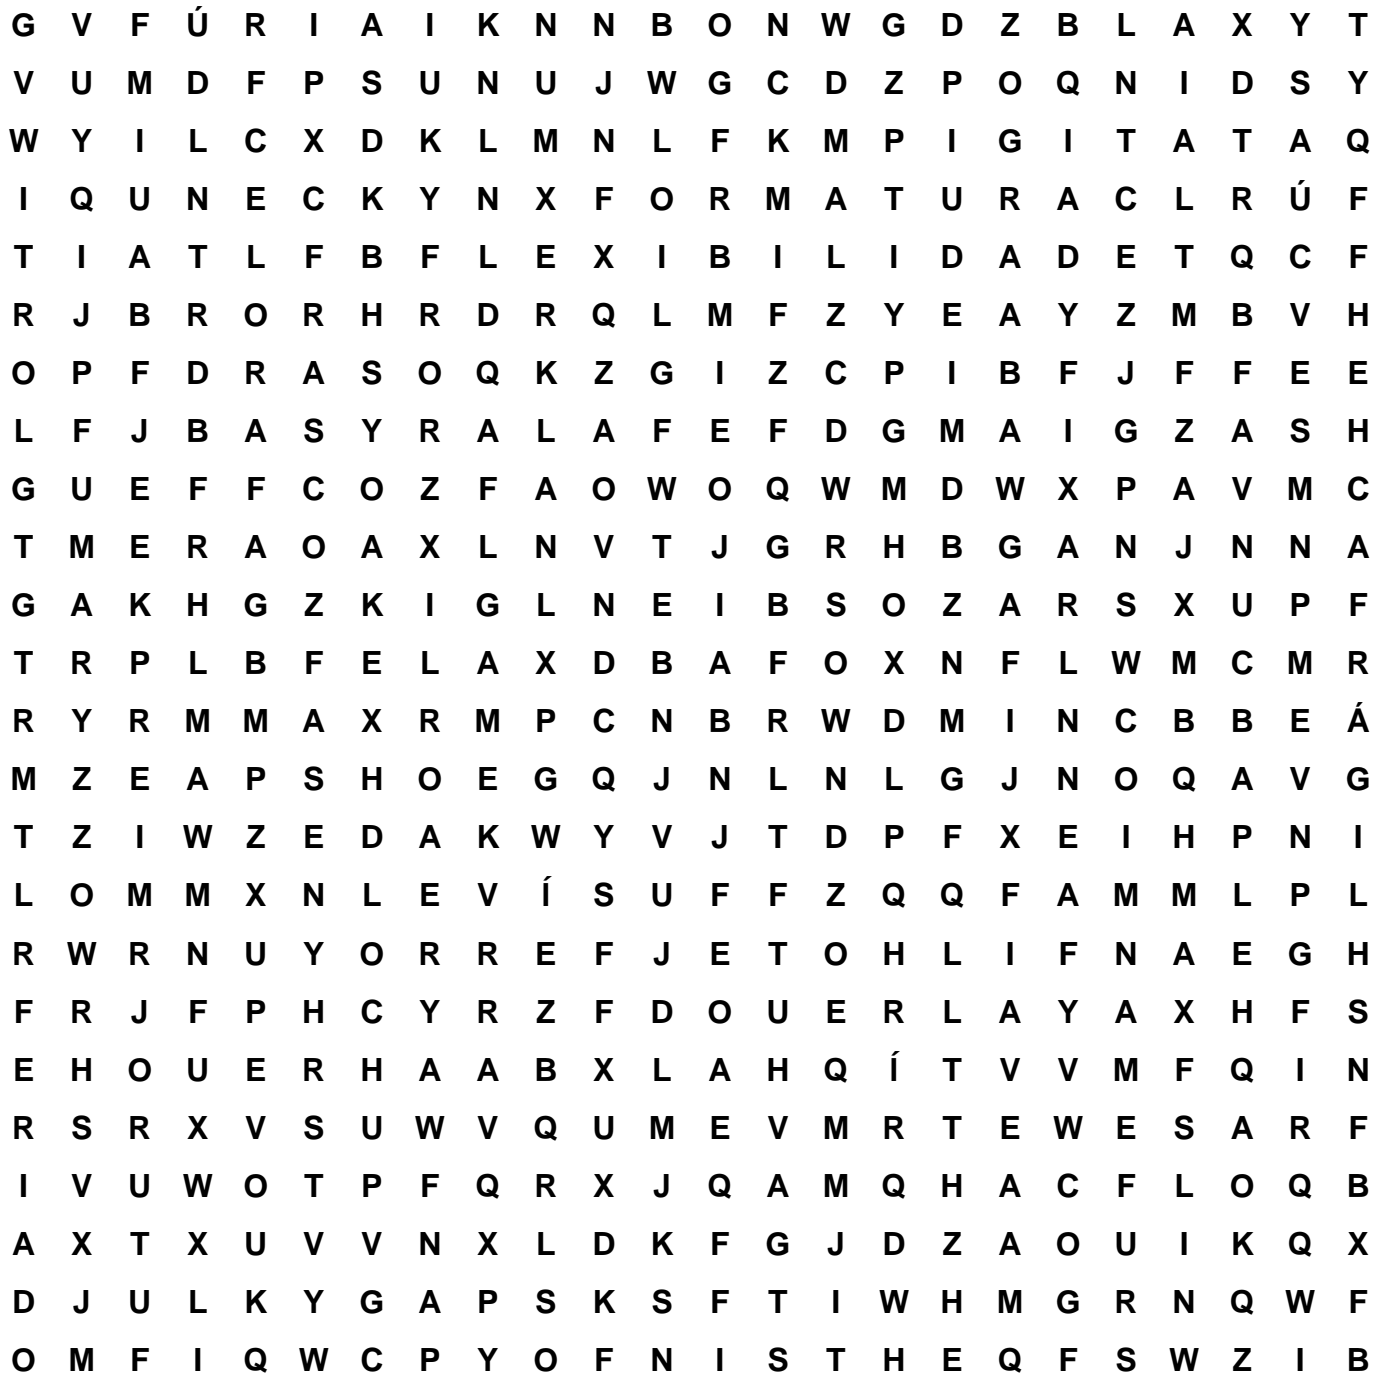 G V F Ú R I A I K N N B O N W G D Z B L A X Y T
V U M D F P S U N U J W G C D Z P O Q N I D S Y
W Y I L C X D K L M N L F K M P I G I T A T A Q
I Q U N E C K Y N X F O R M A T U R A C L R Ú F
T I A T L F B F L E X I B I L I D A D E T Q C F
R J B R O R H R D R Q L M F Z Y E A Y Z M B V H
O P F D R A S O Q K Z G I Z C P I B F J F F E E
L F J B A S Y R A L A F E F D G M A I G Z A S H
G U E F F C O Z F A O W O Q W M D W X P A V M C
T M E R A O A X L N V T J G R H B G A N J N N A
G A K H G Z K I G L N E I B S O Z A R S X U P F
T R P L B F E L A X D B A F O X N F L W M C M R
R Y R M M A X R M P C N B R W D M I N C B B E Á
M Z E A P S H O E G Q J N L N L G J N O Q A V G
T Z I W Z E D A K W Y V J T D P F X E I H P N I
L O M M X N L E V Í S U F F Z Q Q F A M M L P L
R W R N U Y O R R E F J E T O H L I F N A E G H
F R J F P H C Y R Z F D O U E R L A Y A X H F S
E H O U E R H A A B X L A H Q Í T V V M F Q I N
R S R X V S U W V Q U M E V M R T E W E S A R F
I V U W O T P F Q R X J Q A M Q H A C F L O Q B
A X T X U V V N X L D K F G J D Z A O U I K Q X
D J U L K Y G A P S K S F T I W H M G R N Q W F
O M F I Q W C P Y O F N I S T H E Q F S W Z I B